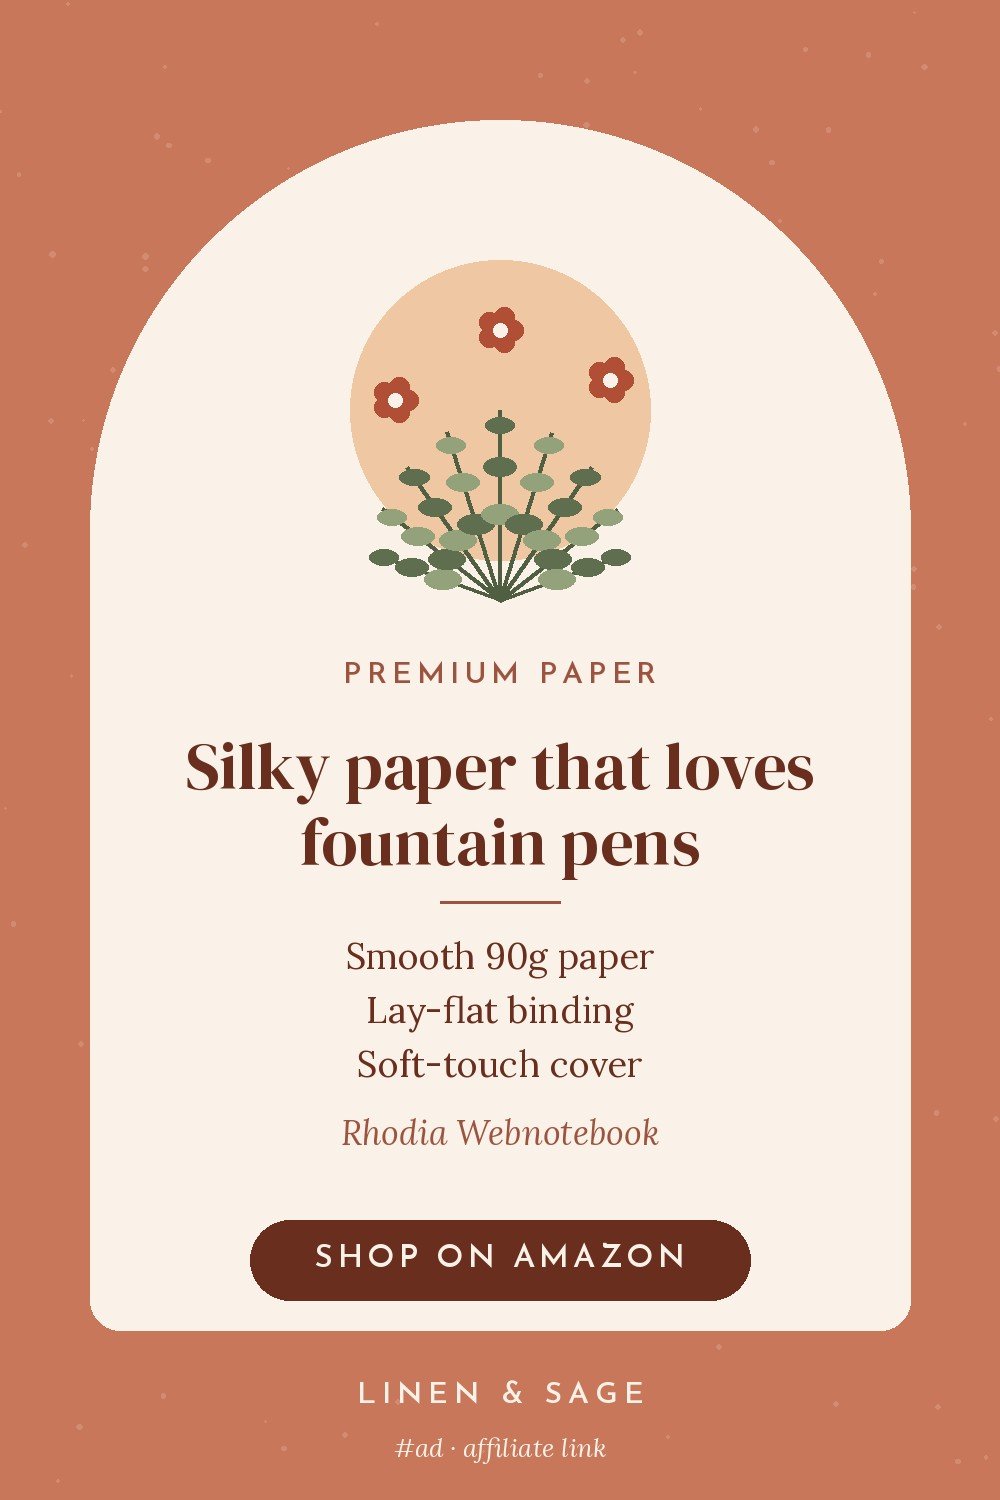 PREMIUM PAPER
Silky paper that loves
fountain pens
Smooth 90g paper
Lay-flat binding
Soft-touch cover
Rhodia Webnotebook
SHOP ON AMAZON
LINEN & SAGE
#ad · affiliate link